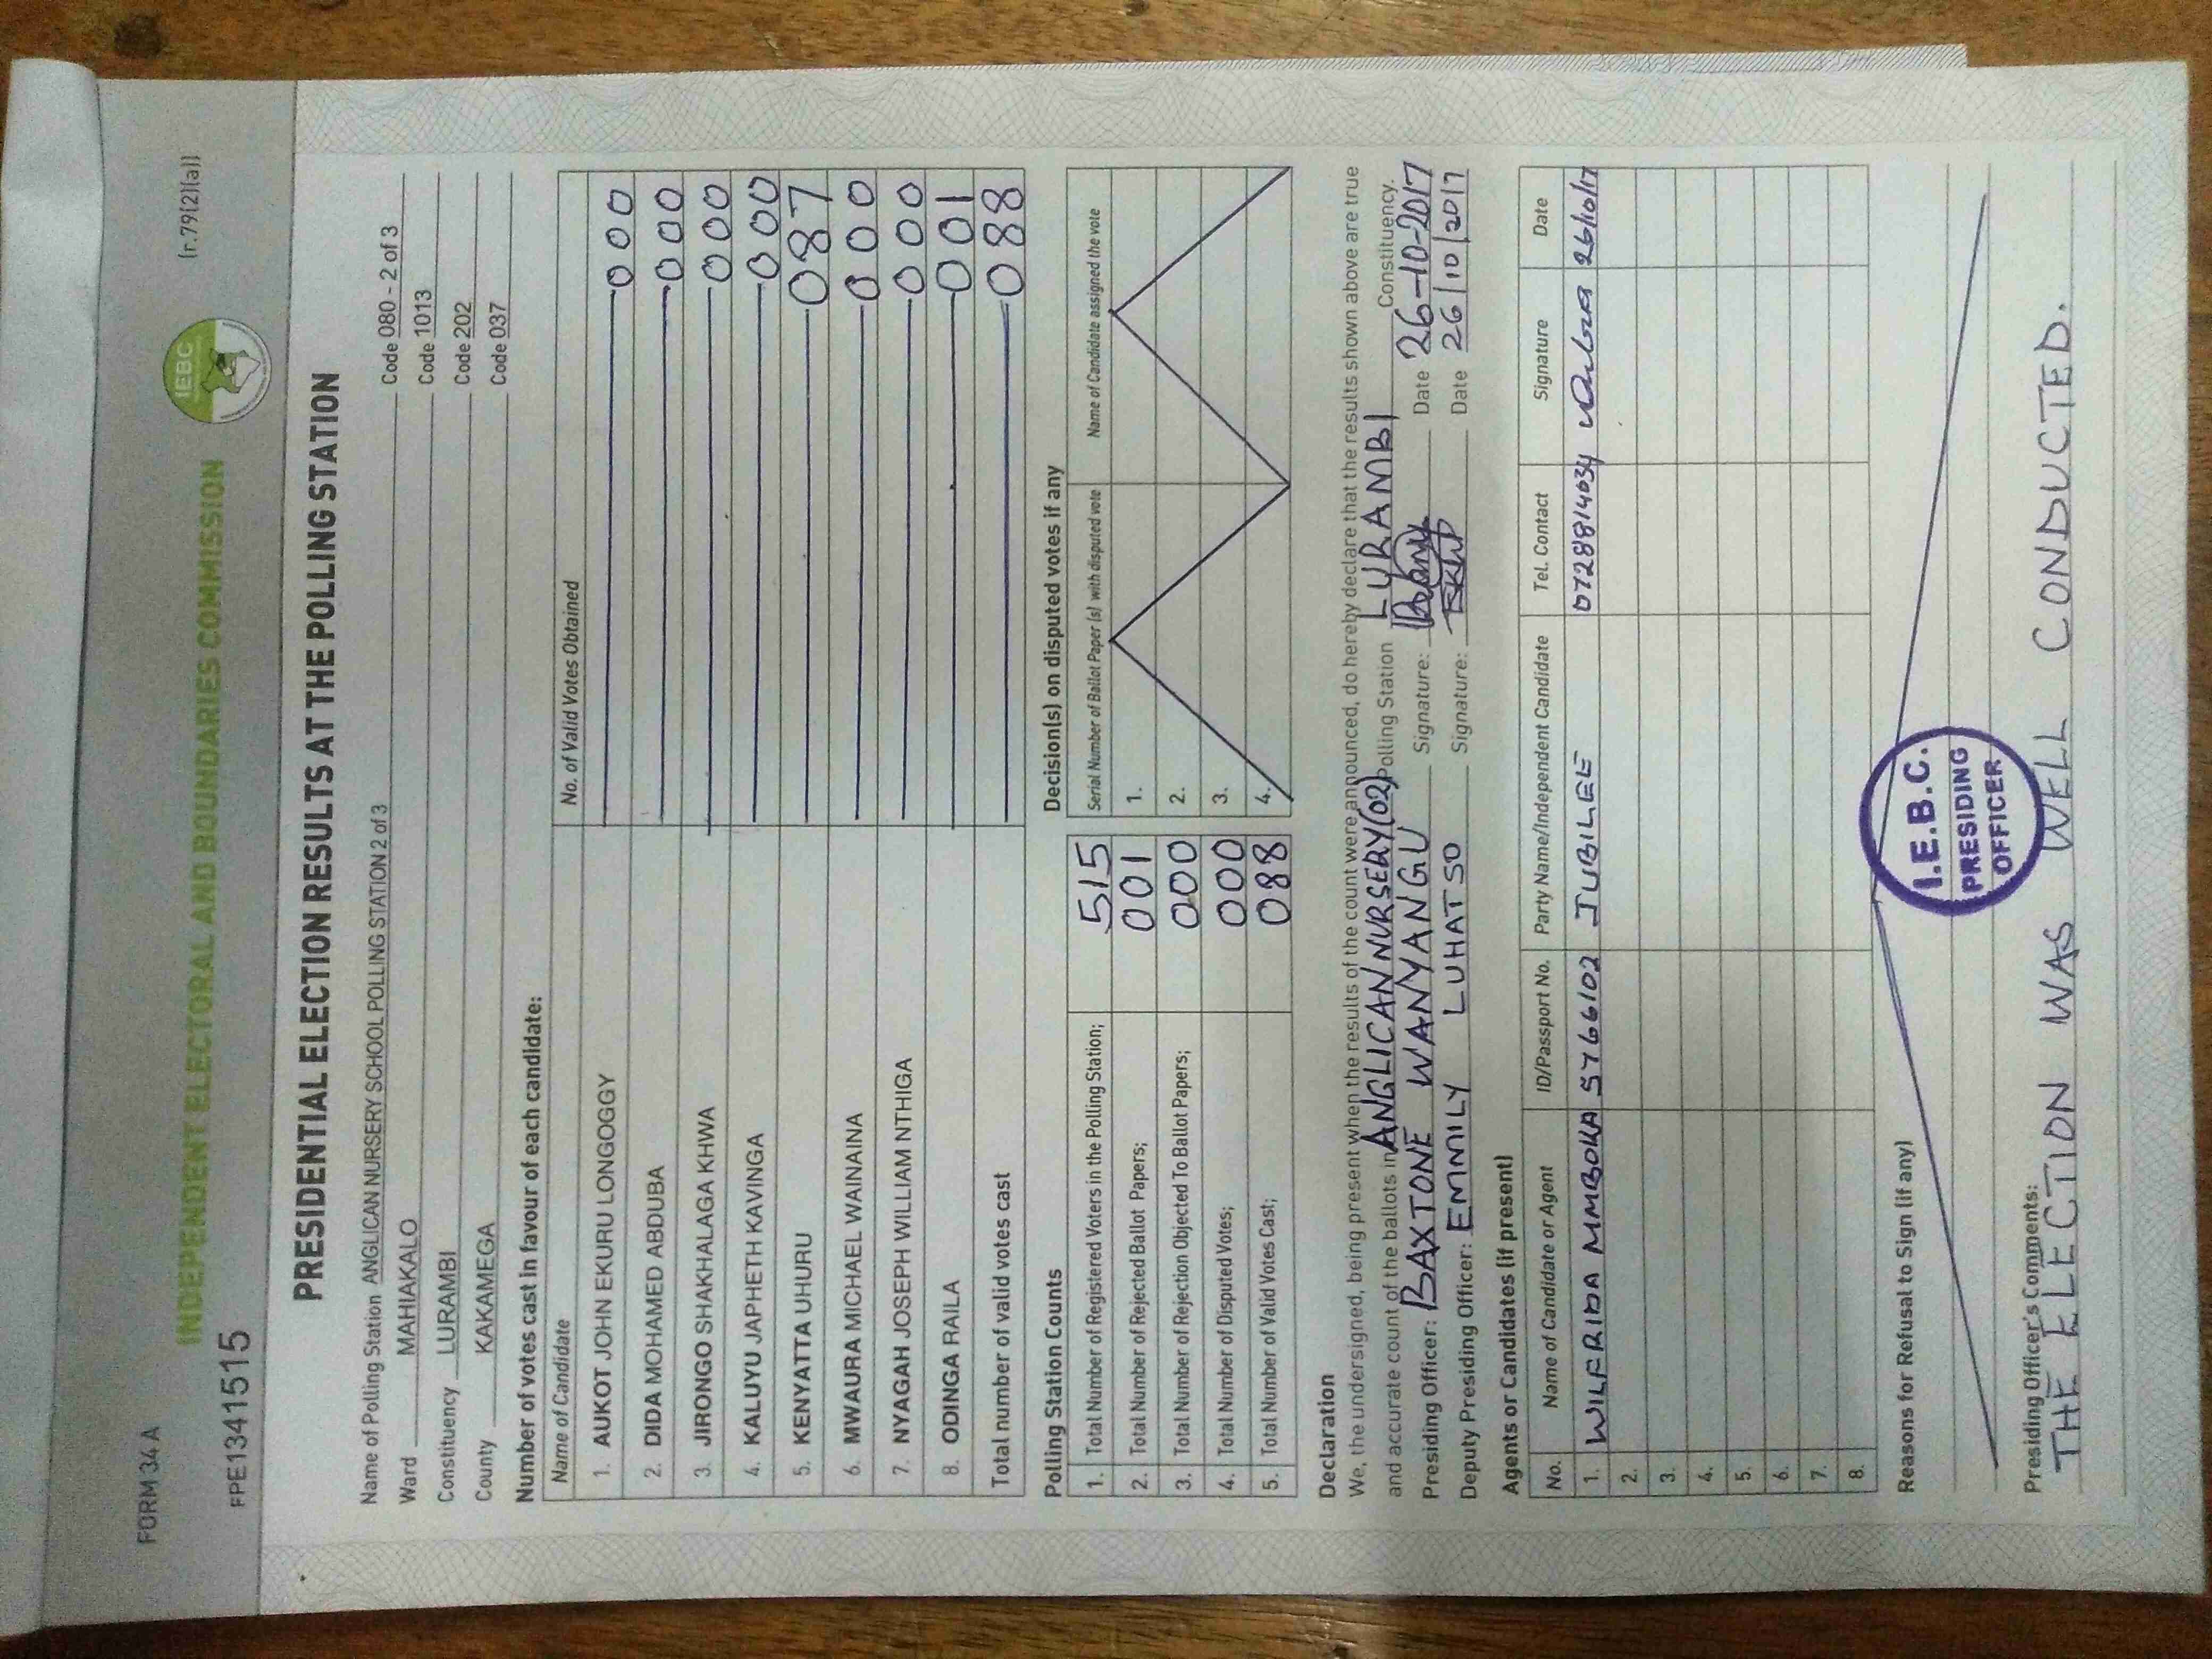 FORM 34A
(r.79(2)(a))
INDEPENDENT ELECTORAL AND BOUNDARIES COMMISSION
IEBC
FPE1341515
PRESIDENTIAL ELECTION RESULTS AT THE POLLING STATION
Name of Polling Station ANGLICAN NURSERY SCHOOL POLLING STATION 2 of 3 Code 080 - 2 of 3
Ward MAHIAKALO Code 1013
Constituency LURAMBI Code 202
County KAKAMEGA Code 037
Number of votes cast in favour of each candidate:
Name of Candidate No. of Valid Votes Obtained
1. AUKOT JOHN EKURU LONGOGGY 000
2. DIDA MOHAMED ABDUBA 000
3. JIRONGO SHAKHALAGA KHWA 000
4. KALUYU JAPHETH KAVINGA 000
5. KENYATTA UHURU 087
6. MWAURA MICHAEL WAINAINA 000
7. NYAGAH JOSEPH WILLIAM NTHIGA 000
8. ODINGA RAILA 001
Total number of valid votes cast 088
Polling Station Counts
1. Total Number of Registered Voters in the Polling Station; 515
2. Total Number of Rejected Ballot Papers; 001
3. Total Number of Rejection Objected To Ballot Papers; 000
4. Total Number of Disputed Votes; 000
5. Total Number of Valid Votes Cast; 088
Decision(s) on disputed votes if any
Serial Number of Ballot Paper (s) with disputed vote Name of Candidate assigned the vote
1.
2.
3.
4.
Declaration
We, the undersigned, being present when the results of the count were announced, do hereby declare that the results shown above are true
and accurate count of the ballots in ANGLICAN NURSERY (02) Polling Station LURAMBI Constituency.
Presiding Officer: BAXTONE WANYANGU Signature: Date 26-10-2017
Deputy Presiding Officer: EMMILY LUHATSO Signature: Date 26/10/2017
Agents or Candidates (if present)
No. Name of Candidate or Agent ID/Passport No. Party Name/Independent Candidate Tel. Contact Signature Date
1. WILFRIDA MMBOKA 5766102 JUBILEE 0728814034 26/10/17
2.
3.
4.
5.
6.
7.
8.
Reasons for Refusal to Sign (if any)
I.E.B.C.
PRESIDING
OFFICER
Presiding Officer's Comments:
THE ELECTION WAS WELL CONDUCTED.